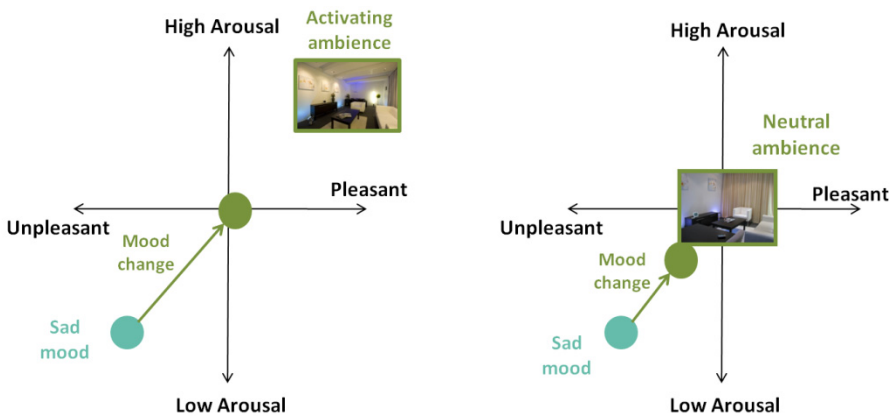 Activating
ambience
High Arousal
Pleasant
Unpleasant
Mood
change
Sad
mood
Low Arousal
High Arousal
Neutral
ambience
Pleasant
Unpleasant
Mood
change
Sad
mood
Low Arousal